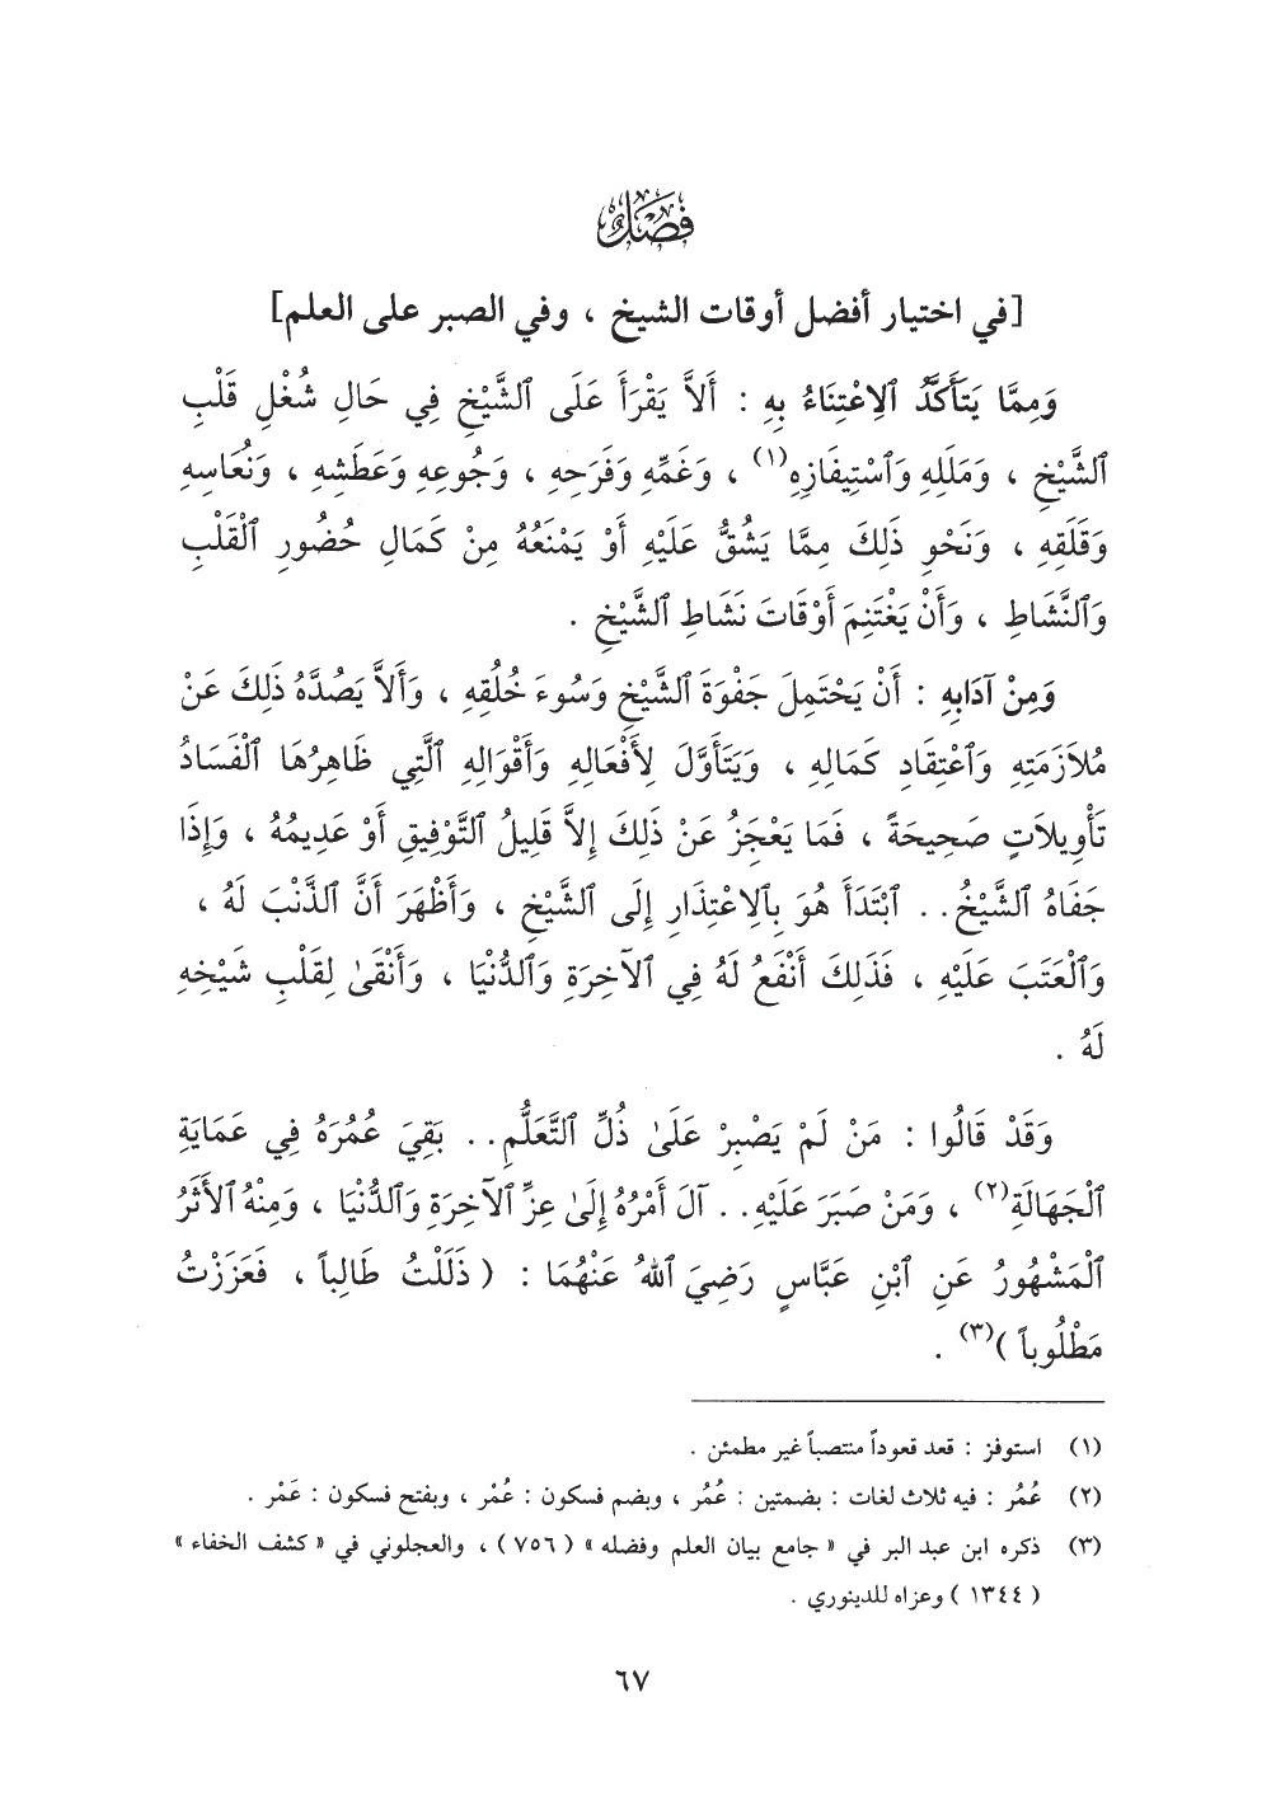 فَصْلٌ
[في اختيار أفضل أوقات الشيخ ، وفي الصبر على العلم]
وَمِمَّا يَتَأَكَّدُ ٱلِاعْتِنَاءُ بِهِ : أَلاَّ يَقْرَأَ عَلَى ٱلشَّيْخِ فِي حَالِ شُغْلِ قَلْبِ
ٱلشَّيْخِ ، وَمَلَلِهِ وَٱسْتِيفَازِهِ(١) ، وَغَمِّهِ وَفَرَحِهِ ، وَجُوعِهِ وَعَطَشِهِ ، وَنُعَاسِهِ
وَقَلَقِهِ ، وَنَحْوِ ذَلِكَ مِمَّا يَشُقُّ عَلَيْهِ أَوْ يَمْنَعُهُ مِنْ كَمَالِ حُضُورِ ٱلْقَلْبِ
وَٱلنَّشَاطِ ، وَأَنْ يَغْتَنِمَ أَوْقَاتَ نَشَاطِ ٱلشَّيْخِ .
وَمِنْ آدَابِهِ : أَنْ يَحْتَمِلَ جَفْوَةَ ٱلشَّيْخِ وَسُوءَ خُلُقِهِ ، وَأَلاَّ يَصُدَّهُ ذَلِكَ عَنْ
مُلاَزَمَتِهِ وَٱعْتِقَادِ كَمَالِهِ ، وَيَتَأَوَّلَ لِأَفْعَالِهِ وَأَقْوَالِهِ ٱلَّتِي ظَاهِرُهَا ٱلْفَسَادُ
تَأْوِيلاَتٍ صَحِيحَةً ، فَمَا يَعْجَزُ عَنْ ذَلِكَ إِلاَّ قَلِيلُ ٱلتَّوْفِيقِ أَوْ عَدِيمُهُ ، وَإِذَا
جَفَاهُ ٱلشَّيْخُ.. ٱبْتَدَأَ هُوَ بِٱلِاعْتِذَارِ إِلَى ٱلشَّيْخِ ، وَأَظْهَرَ أَنَّ ٱلذَّنْبَ لَهُ ،
وَٱلْعَتَبَ عَلَيْهِ ، فَذَلِكَ أَنْفَعُ لَهُ فِي ٱلآخِرَةِ وَٱلدُّنْيَا ، وَأَنْقَىٰ لِقَلْبِ شَيْخِهِ
لَهُ .
وَقَدْ قَالُوا : مَنْ لَمْ يَصْبِرْ عَلَىٰ ذُلِّ ٱلتَّعَلُّمِ.. بَقِيَ عُمُرَهُ فِي عَمَايَةِ
ٱلْجَهَالَةِ(٢) ، وَمَنْ صَبَرَ عَلَيْهِ.. آلَ أَمْرُهُ إِلَىٰ عِزِّ ٱلآخِرَةِ وَٱلدُّنْيَا ، وَمِنْهُ ٱلأَثَرُ
ٱلْمَشْهُورُ عَنِ ٱبْنِ عَبَّاسٍ رَضِيَ ٱللهُ عَنْهُمَا : ( ذَلَلْتُ طَالِباً ، فَعَزَزْتُ
مَطْلُوباً )(٣) .
(١) استوفز : قعد قعوداً منتصباً غير مطمئن .
(٢) عُمُر : فيه ثلاث لغات : بضمتين : عُمُر ، وبضم فسكون : عُمْر ، وبفتح فسكون : عَمْر .
(٣) ذكره ابن عبد البر في « جامع بيان العلم وفضله » ( ٧٥٦ ) ، والعجلوني في « كشف الخفاء »
( ١٣٤٤ ) وعزاه للدينوري .
٦٧